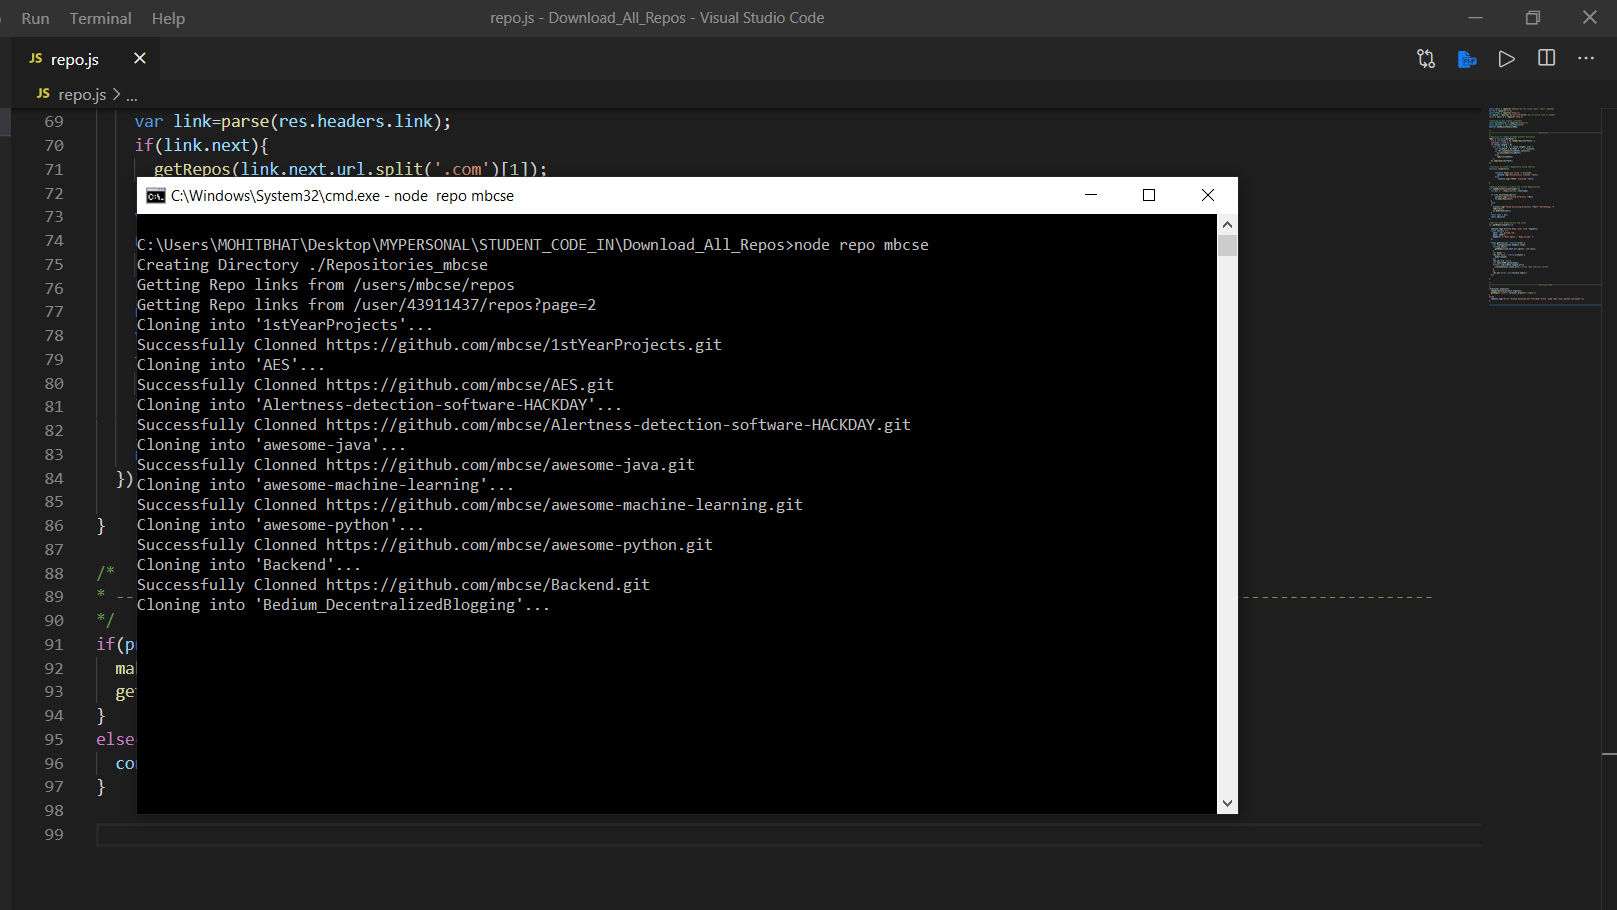 Run Terminal Help repo.js - Download_All_Repos - Visual Studio Code
JS repo.js
JS repo.js > ...
69 var link=parse(res.headers.link);
70 if(link.next){
71 getRepos(link.next.url.split('.com')[1]);
72
73
74
75
76
77
78
79
80
81
82
83
84 })
85
86 }
87
88 /*
89 * --
90 */
91 if(p
92 ma
93 ge
94 }
95 else
96 co
97 }
98
99
C:\Windows\System32\cmd.exe - node  repo mbcse
C:\Users\MOHITBHAT\Desktop\MYPERSONAL\STUDENT_CODE_IN\Download_All_Repos>node repo mbcse
Creating Directory ./Repositories_mbcse
Getting Repo links from /users/mbcse/repos
Getting Repo links from /user/43911437/repos?page=2
Cloning into '1stYearProjects'...
Successfully Clonned https://github.com/mbcse/1stYearProjects.git
Cloning into 'AES'...
Successfully Clonned https://github.com/mbcse/AES.git
Cloning into 'Alertness-detection-software-HACKDAY'...
Successfully Clonned https://github.com/mbcse/Alertness-detection-software-HACKDAY.git
Cloning into 'awesome-java'...
Successfully Clonned https://github.com/mbcse/awesome-java.git
Cloning into 'awesome-machine-learning'...
Successfully Clonned https://github.com/mbcse/awesome-machine-learning.git
Cloning into 'awesome-python'...
Successfully Clonned https://github.com/mbcse/awesome-python.git
Cloning into 'Backend'...
Successfully Clonned https://github.com/mbcse/Backend.git
Cloning into 'Bedium_DecentralizedBlogging'...